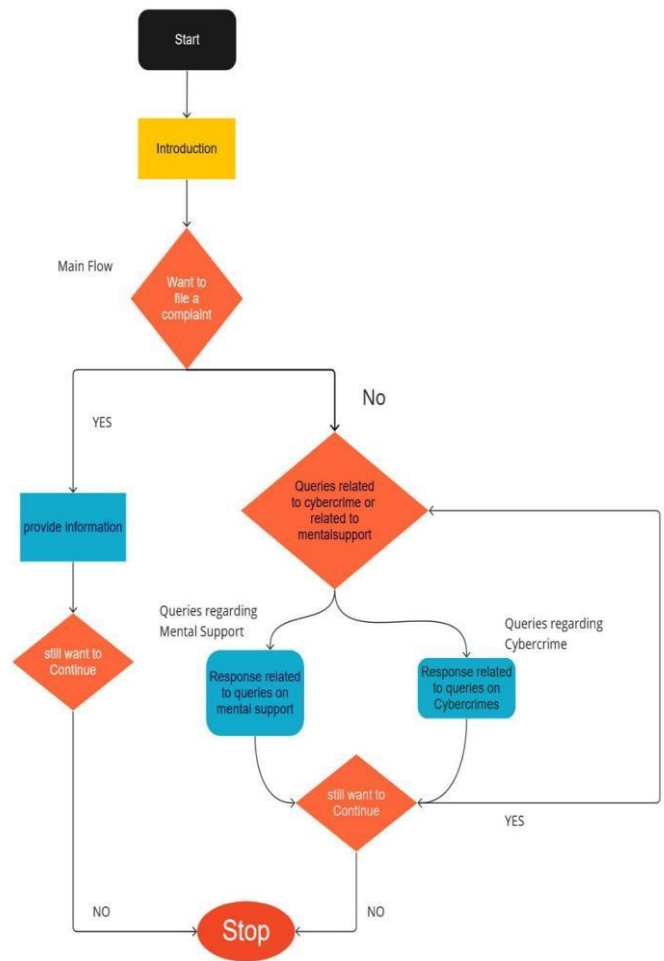 Start
Introduction
Main Flow
Want to
file a
complaint
YES
No
provide information
Queries related
to cybercrime or
related to
mentalsupport
Queries regarding
Mental Support
Queries regarding
Cybercrime
still want to
Continue
Response related
to queries on
mental support
Response related
to queries on
Cybercrimes
still want to
Continue
YES
NO
NO
Stop